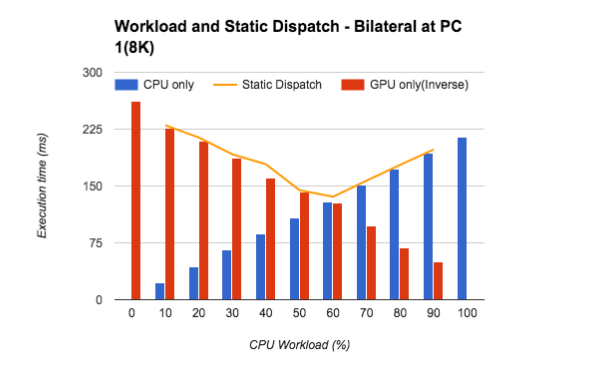 Workload and Static Dispatch - Bilateral at PC
1(8K)
300
CPU only
Static Dispatch
GPU only(Inverse)
225
150
75
0
Execution time (ms)
0 10 20 30 40 50 60 70 80 90 100
CPU Workload (%)